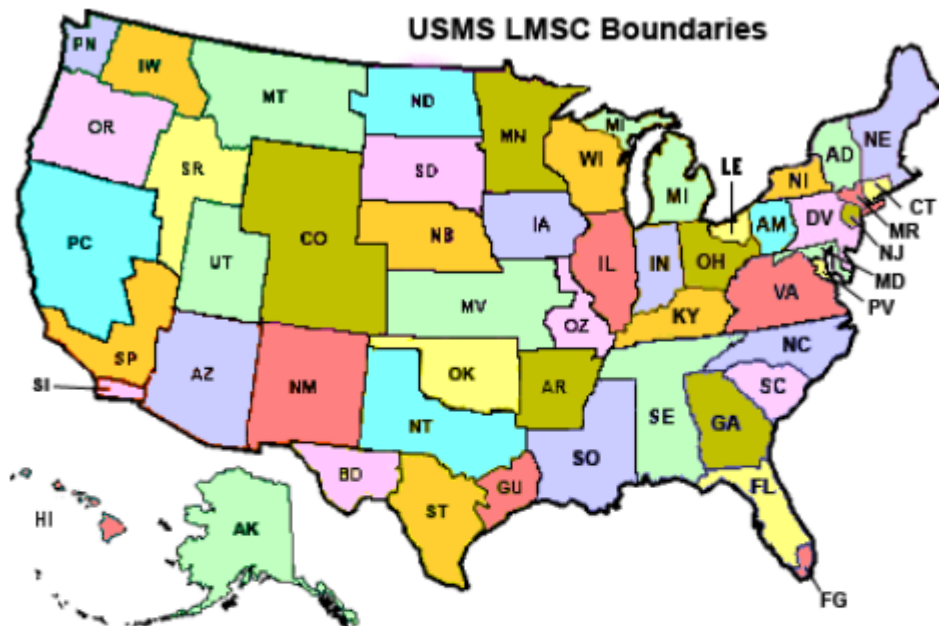 USMS LMSC Boundaries
PN
IW
MT
ND
MN
MI
NE
OR
SR
SD
WI
MI
LE
NI
AD
CT
PC
UT
CO
NB
IA
IL
IN
OH
AM
DV
MR
NJ
MD
PV
MV
OZ
KY
VA
SP
SI
AZ
NM
OK
AR
SE
NC
SC
NT
SO
GA
BD
GU
ST
FL
HI
AK
FG